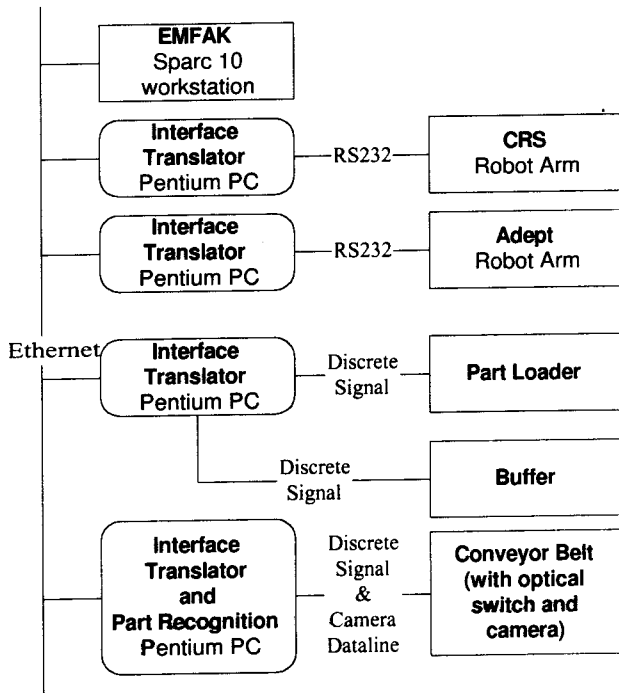 EMFAK
Sparc 10
workstation
Interface
Translator
Pentium PC
RS232
CRS
Robot Arm
Interface
Translator
Pentium PC
RS232
Adept
Robot Arm
Ethernet
Interface
Translator
Pentium PC
Discrete
Signal
Part Loader
Discrete
Signal
Buffer
Interface
Translator
and
Part Recognition
Pentium PC
Discrete
Signal
&
Camera
Dataline
Conveyor Belt
(with optical
switch and
camera)